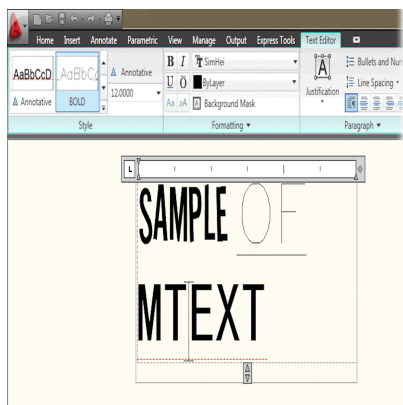 Home Insert Annotate Parametric View Manage Output Express Tools Text Editor
AaBbCcD AaBbCc Annotative B I SimHei Bullets and Num
12.0000 U O ByLayer Line Spacing
Annotative BOLD Aa aA Background Mask Justification
Style Formatting Paragraph
L
SAMPLE OF
MTEXT